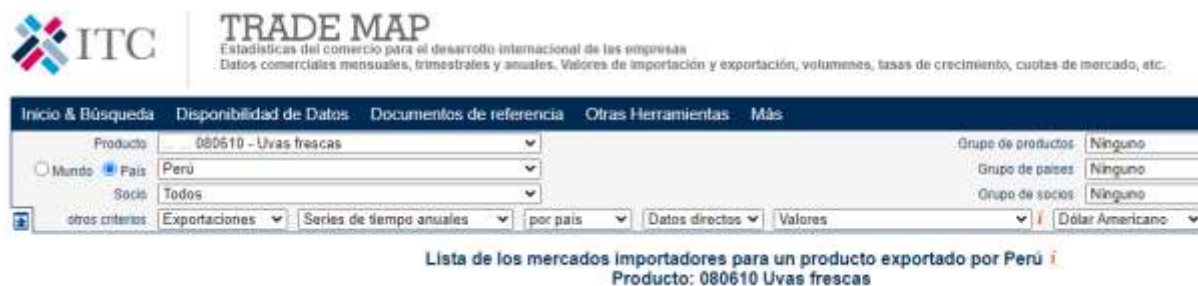 ITC
TRADE MAP
Estadísticas del comercio para el desarrollo internacional de las empresas
Datos comerciales mensuales, trimestrales y anuales. Valores de importación y exportación, volumenes, tasas de crecimiento, cuotas de mercado, etc.
Inicio & Búsqueda Disponibilidad de Datos Documentos de referencia Otras Herramientas Más
Producto 080610 - Uvas frescas Grupo de productos Ninguno
Mundo País Perú Grupo de países Ninguno
Socio Todos Grupo de socios Ninguno
otros criterios Exportaciones Series de tiempo anuales por país Datos directos Valores i Dólar Americano
Lista de los mercados importadores para un producto exportado por Perú i
Producto: 080610 Uvas frescas